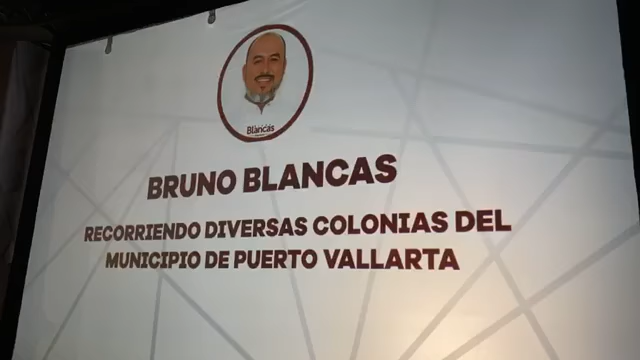 Blancas
BRUNO BLANCAS
RECORRIENDO DIVERSAS COLONIAS DEL
MUNICIPIO DE PUERTO VALLARTA